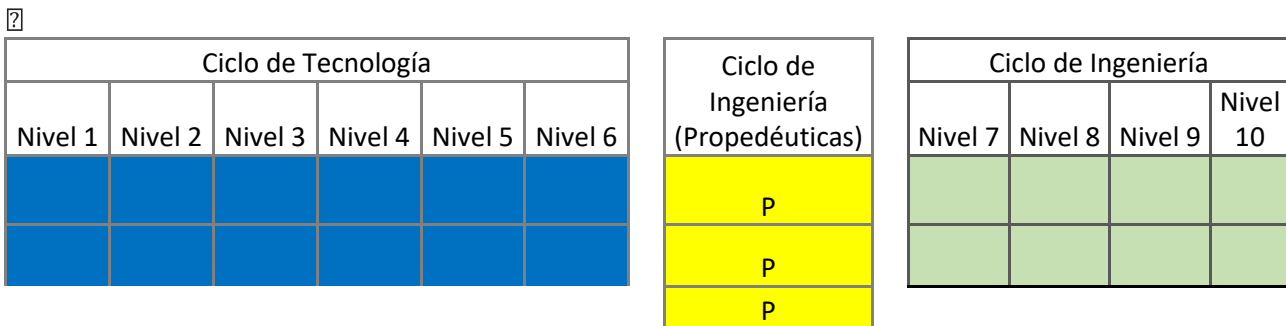 Ciclo de Tecnología
Nivel 1 Nivel 2 Nivel 3 Nivel 4 Nivel 5 Nivel 6
Ciclo de
Ingeniería
(Propedéuticas)
P
P
P
Ciclo de Ingeniería
Nivel 7 Nivel 8 Nivel 9 Nivel
10